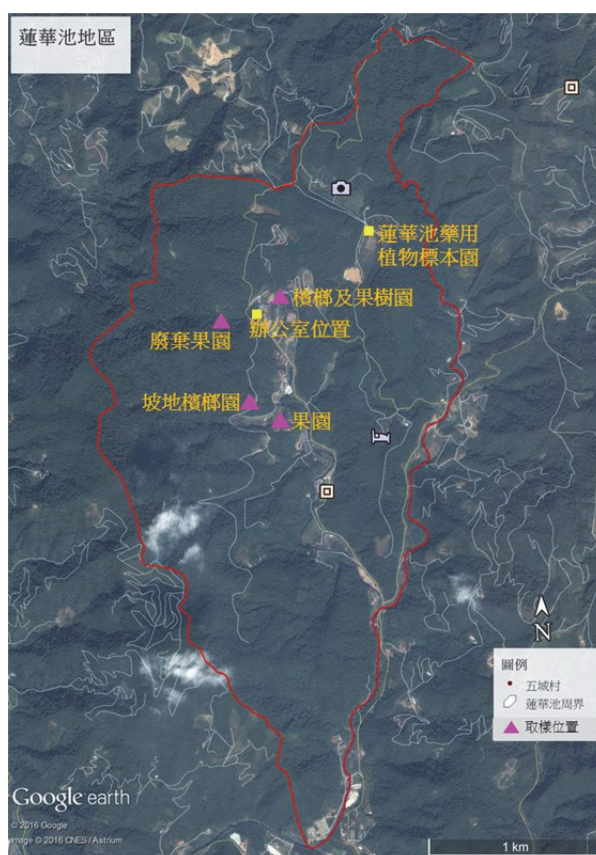 蓮華池地區
蓮華池藥用
植物標本園
檳榔及果樹園
辦公室位置
廢棄果園
坡地檳榔園
果園
N
圖例
五城村
蓮華池周界
取樣位置
Google earth
© 2016 Google
Image © 2016 CNES / Astrium
1 km